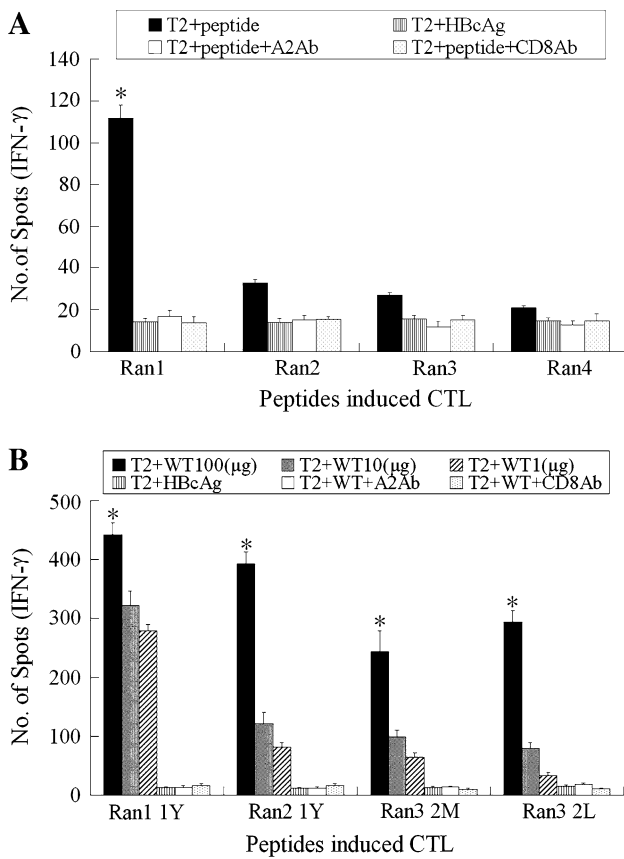 A
T2+peptide
T2+HBcAg
T2+peptide+A2Ab
T2+peptide+CD8Ab
No.of Spots (IFN-γ)
140
120
100
80
60
40
20
0
*
Ran1
Ran2
Ran3
Ran4
Peptides induced CTL
B
T2+WT100(μg)
T2+WT10(μg)
T2+WT1(μg)
T2+HBcAg
T2+WT+A2Ab
T2+WT+CD8Ab
No. of Spots (IFN-γ)
500
400
300
200
100
0
*
*
*
*
Ran1 1Y
Ran2 1Y
Ran3 2M
Ran3 2L
Peptides induced CTL